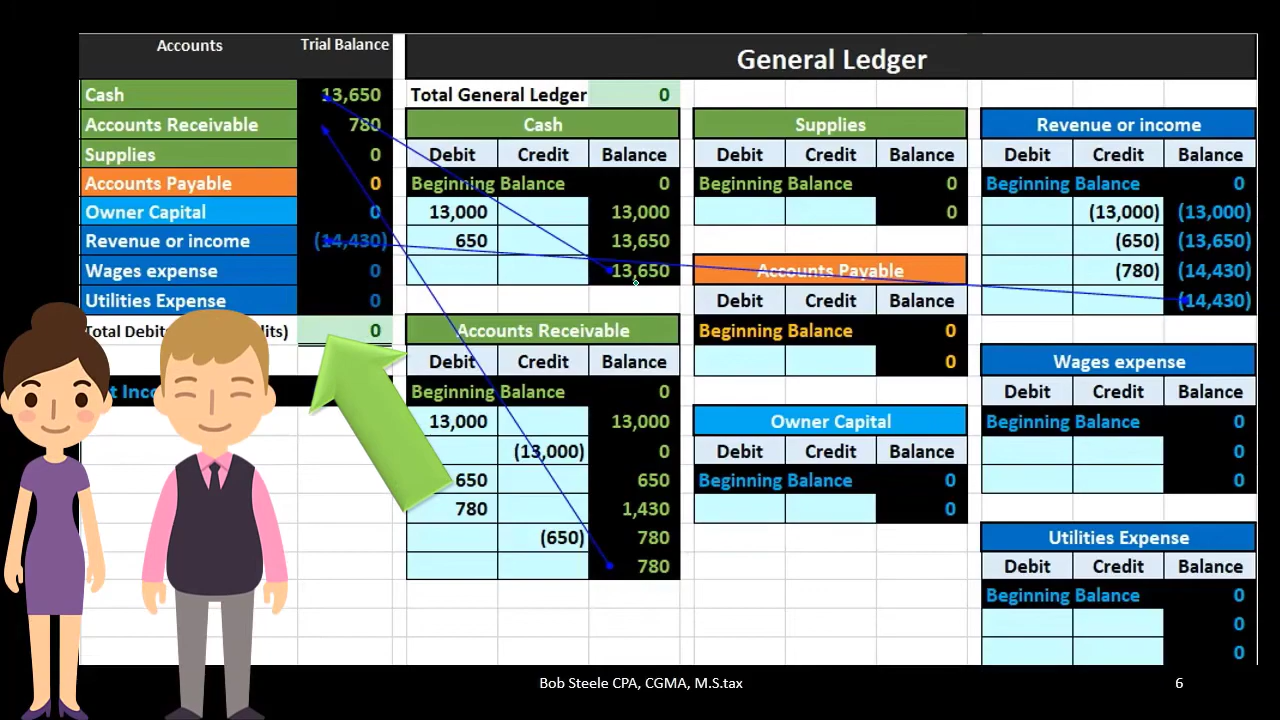 Accounts Trial Balance
General Ledger
Cash 13,650
Accounts Receivable 780
Supplies 0
Accounts Payable 0
Owner Capital 0
Revenue or income (14,430)
Wages expense 0
Utilities Expense 0
0
Total General Ledger 0
Cash
Debit Credit Balance
Beginning Balance 0
13,000 13,000
650 13,650
13,650
Accounts Receivable
Debit Credit Balance
Beginning Balance 0
13,000 13,000
(13,000) 0
650 650
780 1,430
(650) 780
780
Supplies
Debit Credit Balance
Beginning Balance 0
0
Accounts Payable
Debit Credit Balance
Beginning Balance 0
0
Owner Capital
Debit Credit Balance
Beginning Balance 0
0
Revenue or income
Debit Credit Balance
Beginning Balance 0
(13,000) (13,000)
(650) (13,650)
(780) (14,430)
(14,430)
Wages expense
Debit Credit Balance
Beginning Balance 0
0
0
Utilities Expense
Debit Credit Balance
Beginning Balance 0
0
0
Bob Steele CPA, CGMA, M.S.tax
6